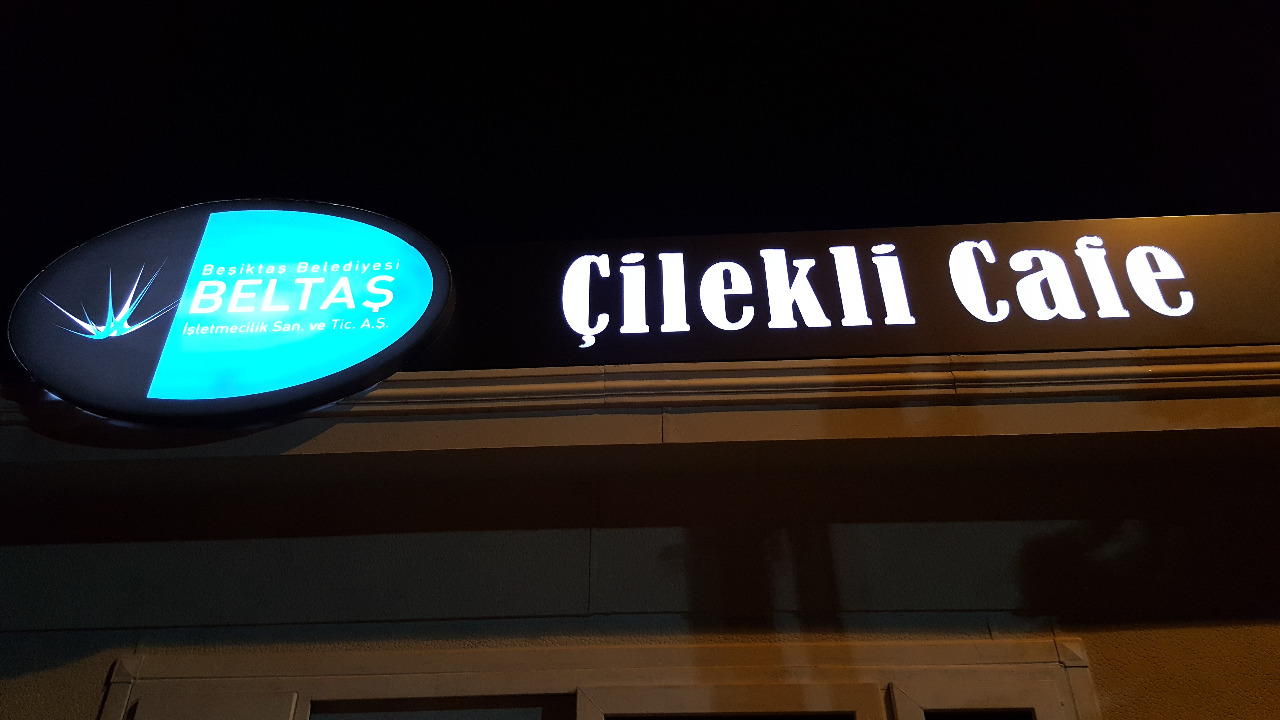 Beşiktaş Belediyesi
BELTAŞ
İşletmecilik San. ve Tic. A.Ş.
Çilekli Cafe